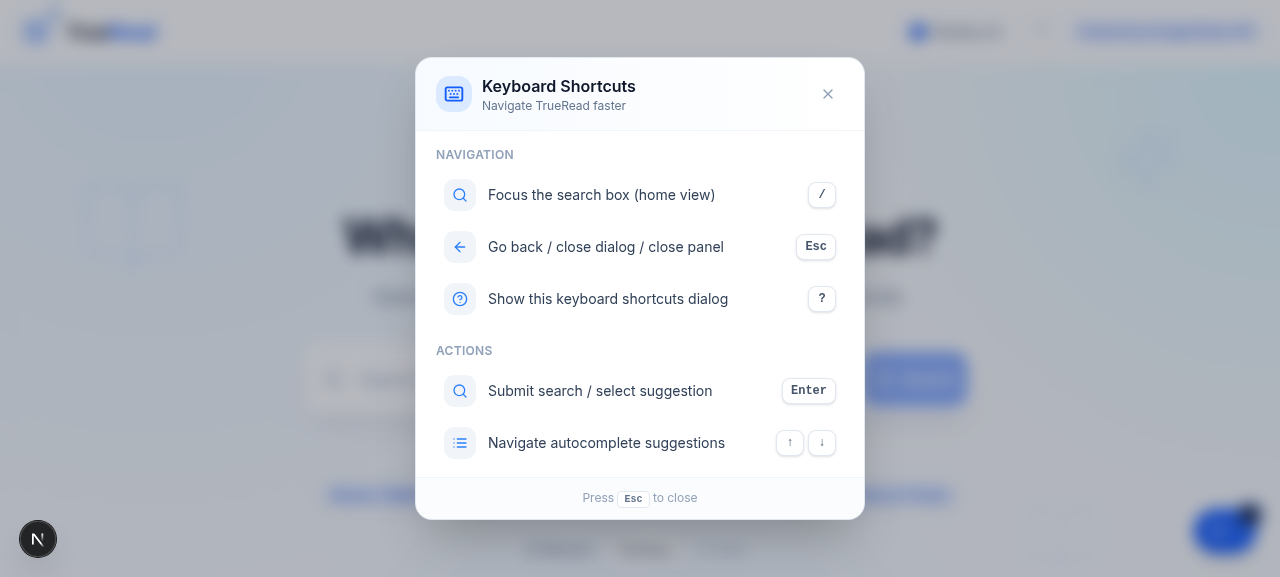 Keyboard Shortcuts
Navigate TrueRead faster
NAVIGATION
Focus the search box (home view) /
Go back / close dialog / close panel Esc
Show this keyboard shortcuts dialog ?
ACTIONS
Submit search / select suggestion Enter
Navigate autocomplete suggestions ↑ ↓
Press Esc to close
N